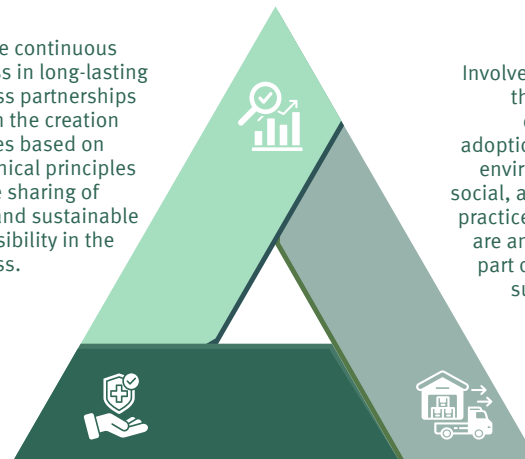 e continuous
ss in long-lasting
ss partnerships
n the creation
es based on
nical principles
e sharing of
and sustainable
sibility in the
ss.
Involve
th
adoptio
envir
social, a
practice
are an
part o
su